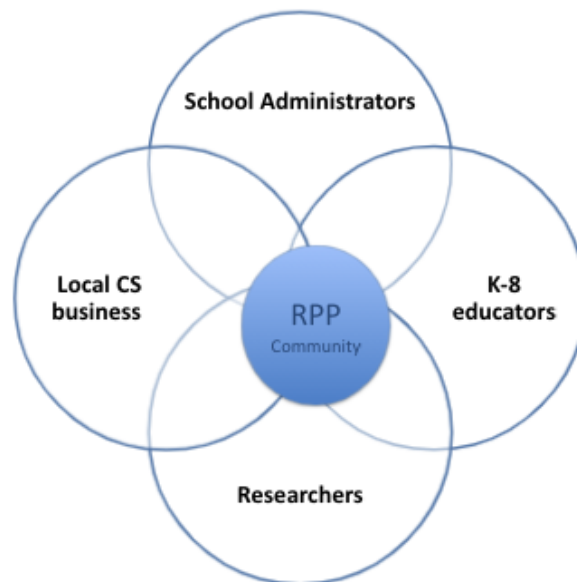 School Administrators
Local CS
business
RPP
Community
K-8
educators
Researchers